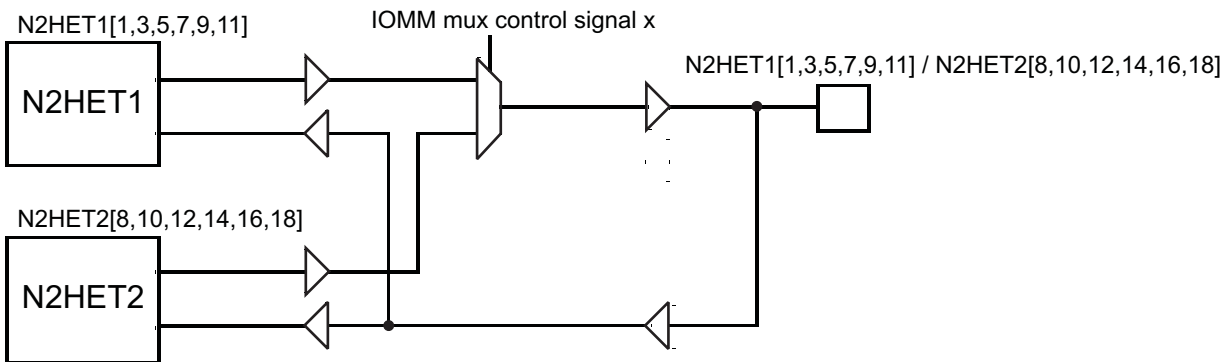 IOMM mux control signal x
N2HET1[1,3,5,7,9,11]
N2HET1[1,3,5,7,9,11] / N2HET2[8,10,12,14,16,18]
N2HET1
N2HET2[8,10,12,14,16,18]
N2HET2